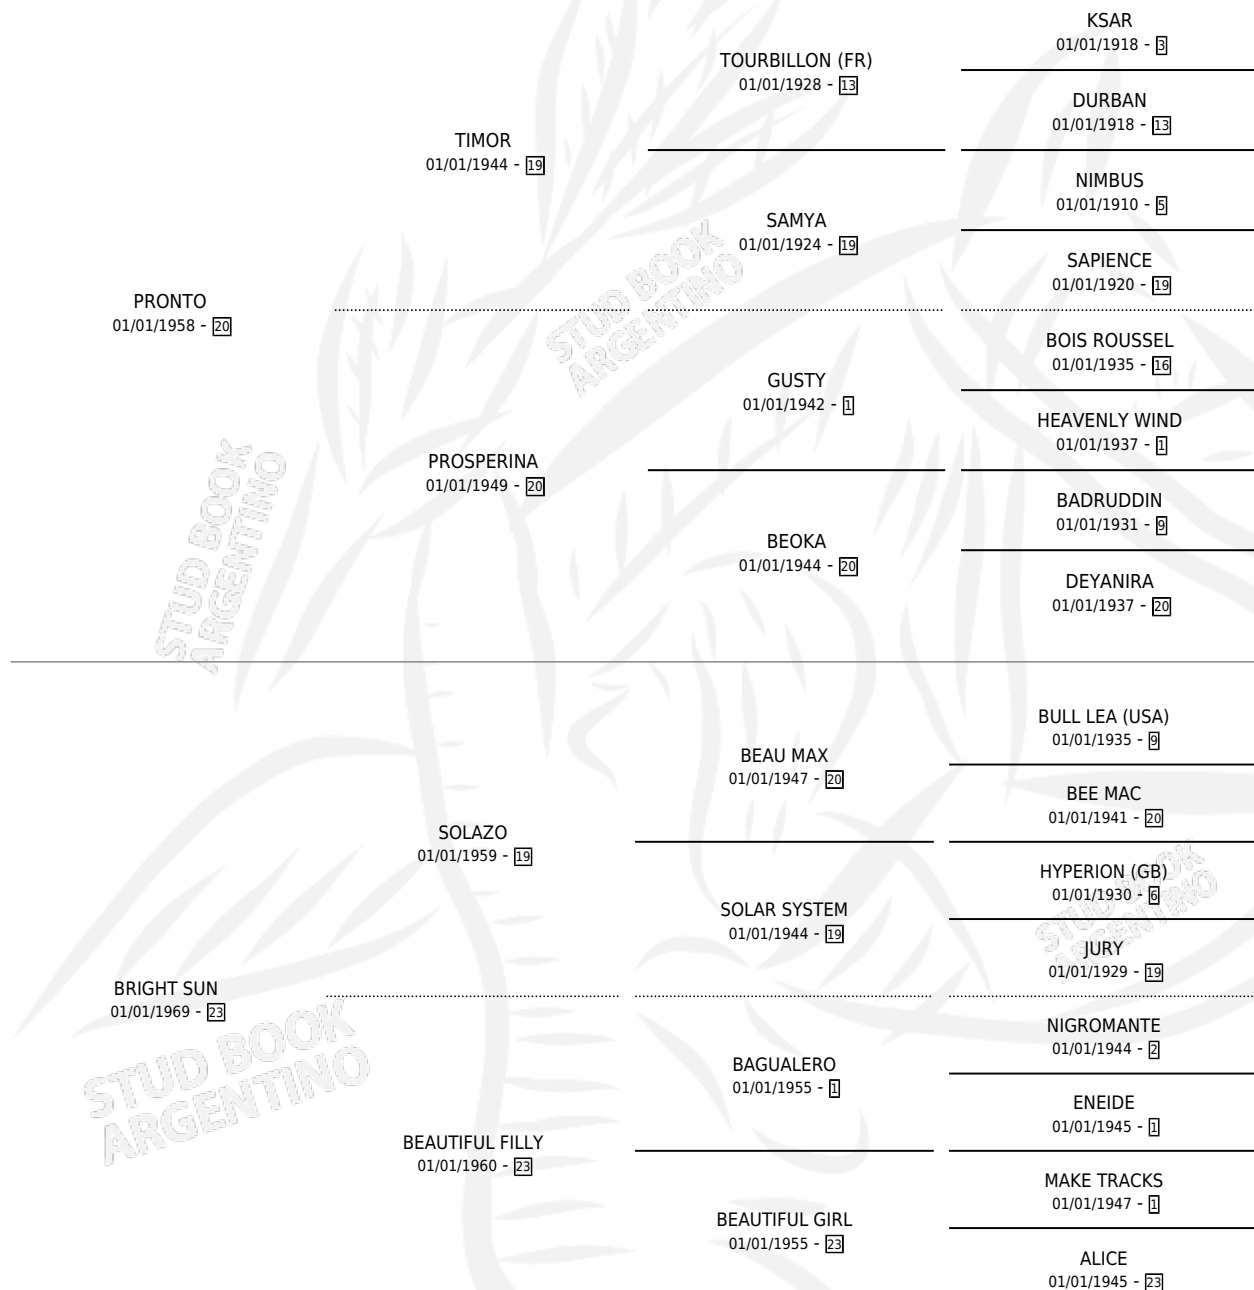 KSAR
01/01/1918 - 3
TOURBILLON (FR)
01/01/1928 - 13
DURBAN
01/01/1918 - 13
TIMOR
01/01/1944 - 19
NIMBUS
01/01/1910 - 5
SAMYA
01/01/1924 - 19
SAPIENCE
01/01/1920 - 19
PRONTO
01/01/1958 - 20
BOIS ROUSSEL
01/01/1935 - 16
GUSTY
01/01/1942 - 1
HEAVENLY WIND
01/01/1937 - 1
PROSPERINA
01/01/1949 - 20
BADRUDDIN
01/01/1931 - 9
BEOKA
01/01/1944 - 20
DEYANIRA
01/01/1937 - 20
BULL LEA (USA)
01/01/1935 - 9
BEAU MAX
01/01/1947 - 20
BEE MAC
01/01/1941 - 20
SOLAZO
01/01/1959 - 19
HYPERION (GB)
01/01/1930 - 6
SOLAR SYSTEM
01/01/1944 - 19
JURY
01/01/1929 - 19
BRIGHT SUN
01/01/1969 - 23
NIGROMANTE
01/01/1944 - 2
BAGUALERO
01/01/1955 - 1
ENEIDE
01/01/1945 - 1
BEAUTIFUL FILLY
01/01/1960 - 23
MAKE TRACKS
01/01/1947 - 1
BEAUTIFUL GIRL
01/01/1955 - 23
ALICE
01/01/1945 - 23
STUD BOOK
ARGENTINO
STUD BOOK
ARGENTINO
STUD BOOK
ARGENTINO
STUD BOOK
ARGENTINO